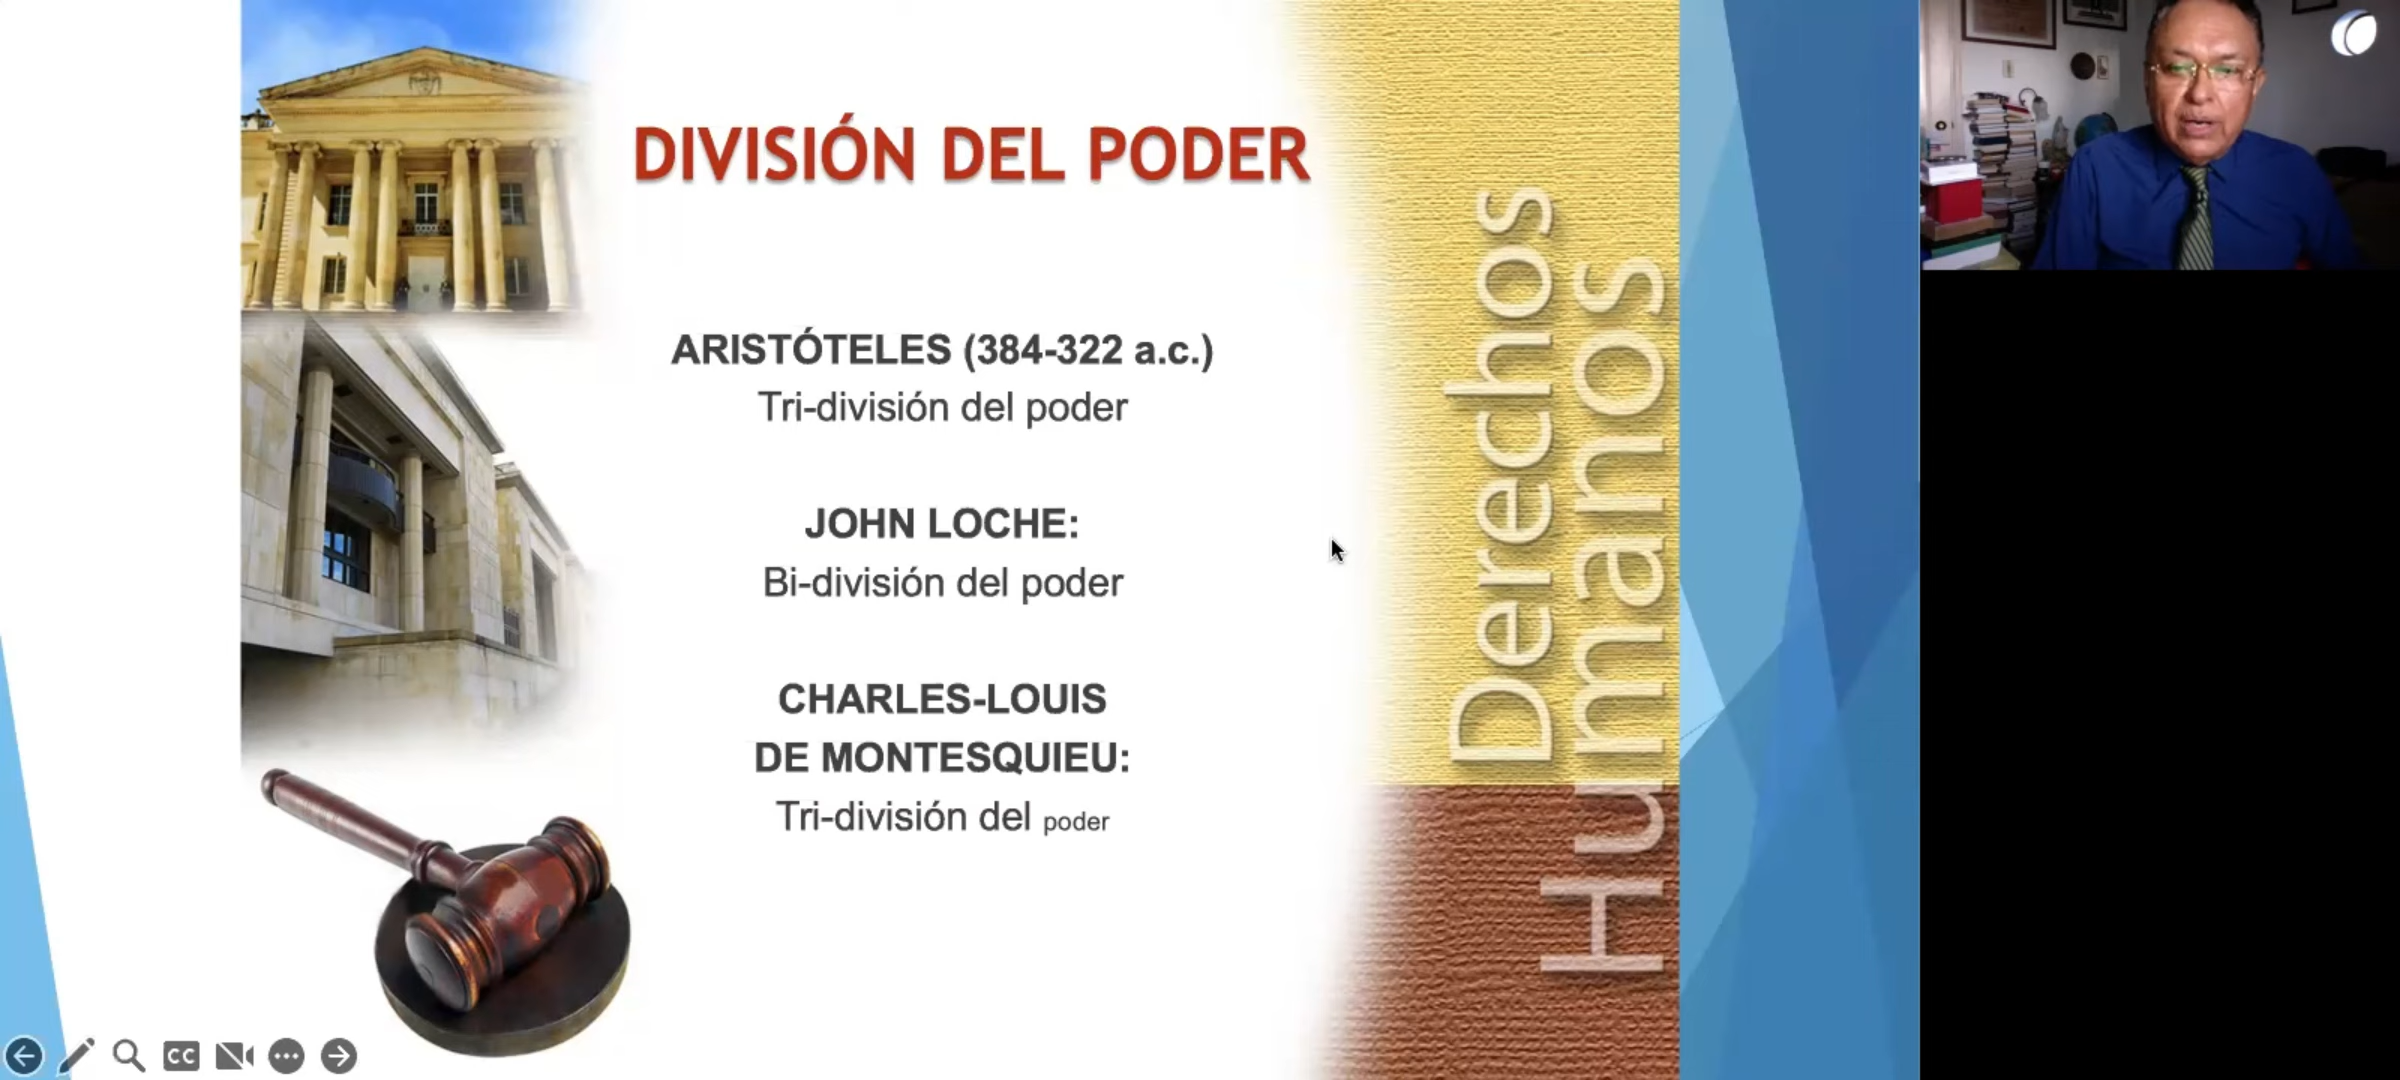 DIVISIÓN DEL PODER
ARISTÓTELES (384-322 a.c.)
Tri-división del poder
JOHN LOCHE:
Bi-división del poder
CHARLES-LOUIS
DE MONTESQUIEU:
Tri-división del poder
Derechos
Humanos
CC